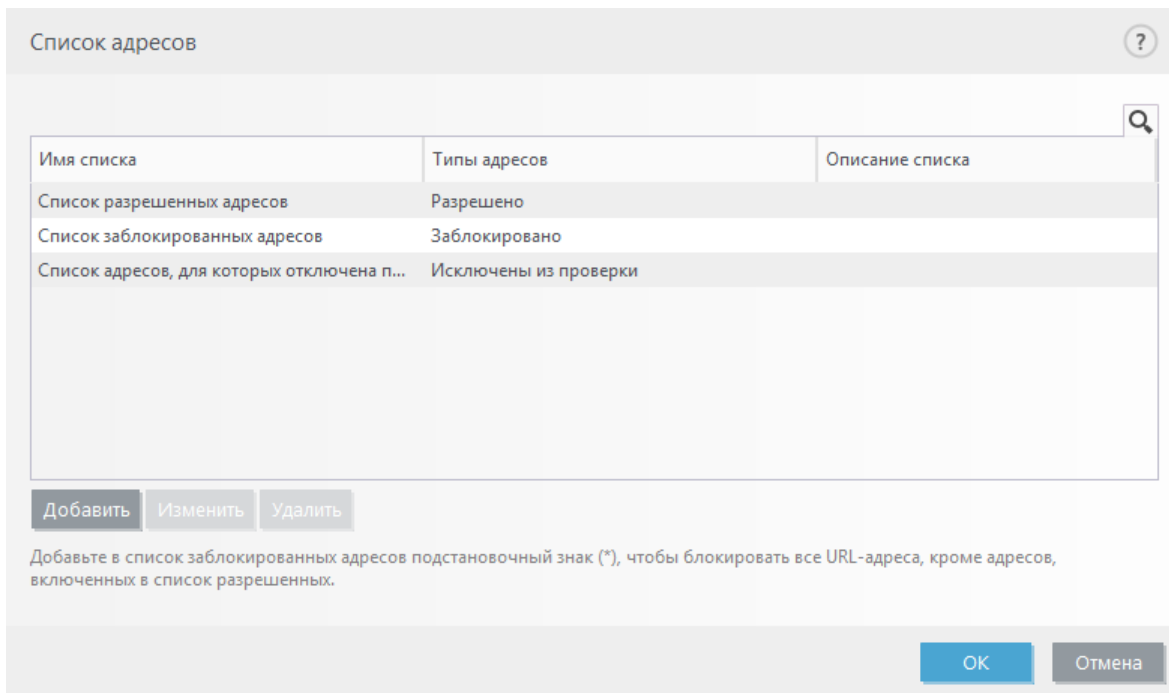 Список адресов
?
Имя списка Типы адресов Описание списка
Список разрешенных адресов Разрешено
Список заблокированных адресов Заблокировано
Список адресов, для которых отключена п... Исключены из проверки
Добавить Изменить Удалить
Добавьте в список заблокированных адресов подстановочный знак (*), чтобы блокировать все URL-адреса, кроме адресов,
включенных в список разрешенных.
OK Отмена